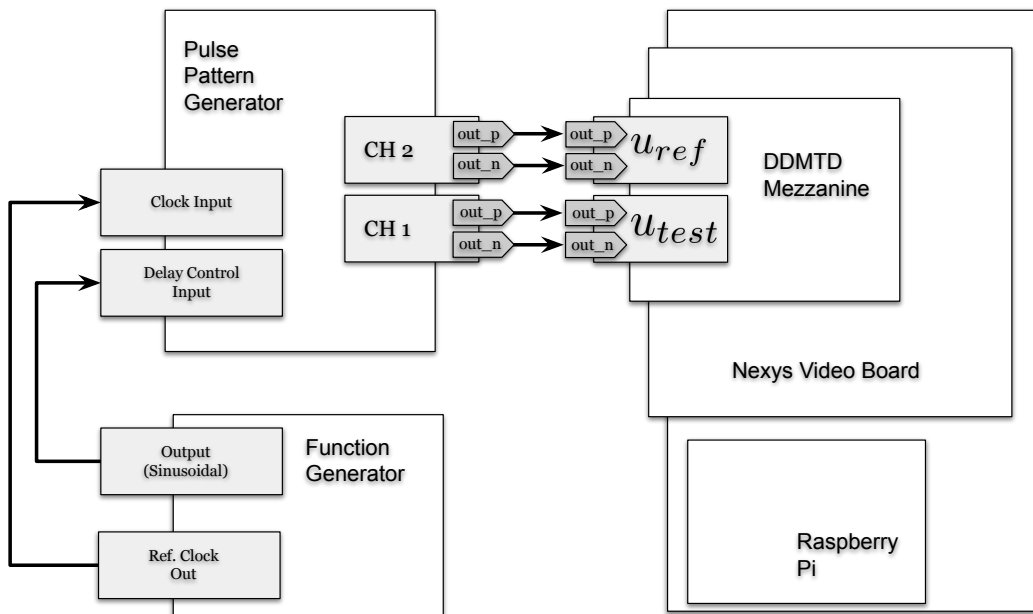 Pulse
Pattern
Generator
CH 2
out_p
out_n
out_p
out_n
u_ref
DDMTD
Mezzanine
Clock Input
CH 1
out_p
out_n
out_p
out_n
u_test
Delay Control
Input
Nexys Video Board
Output
(Sinusoidal)
Function
Generator
Ref. Clock
Out
Raspberry
Pi